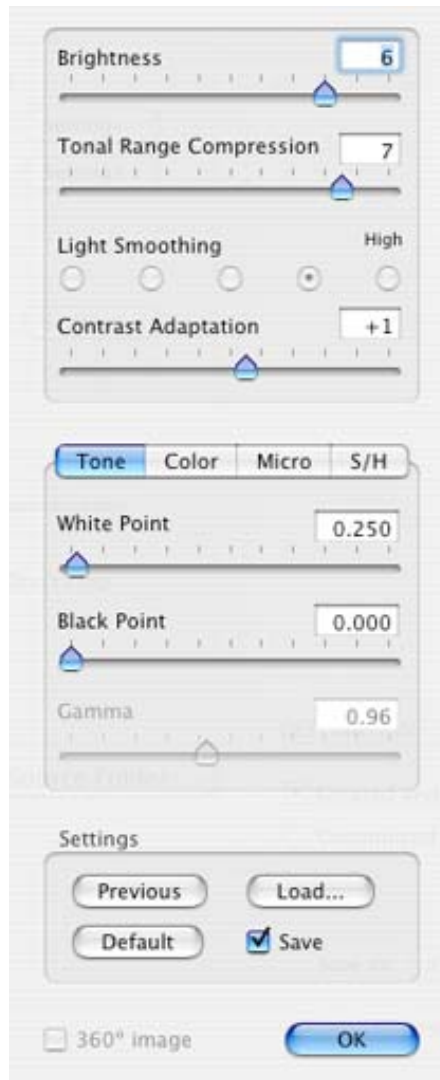 Brightness 6
Tonal Range Compression 7
Light Smoothing High
Contrast Adaptation +1
Tone Color Micro S/H
White Point 0.250
Black Point 0.000
Gamma 0.96
Settings
Previous Load...
Default Save
360° image OK